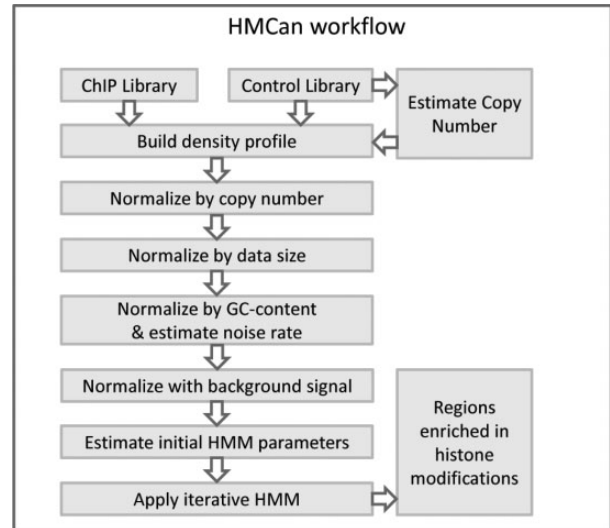 HMCan workflow
ChIP Library
Control Library
Estimate Copy
Number
Build density profile
Normalize by copy number
Normalize by data size
Normalize by GC-content
& estimate noise rate
Normalize with background signal
Estimate initial HMM parameters
Apply iterative HMM
Regions
enriched in
histone
modifications